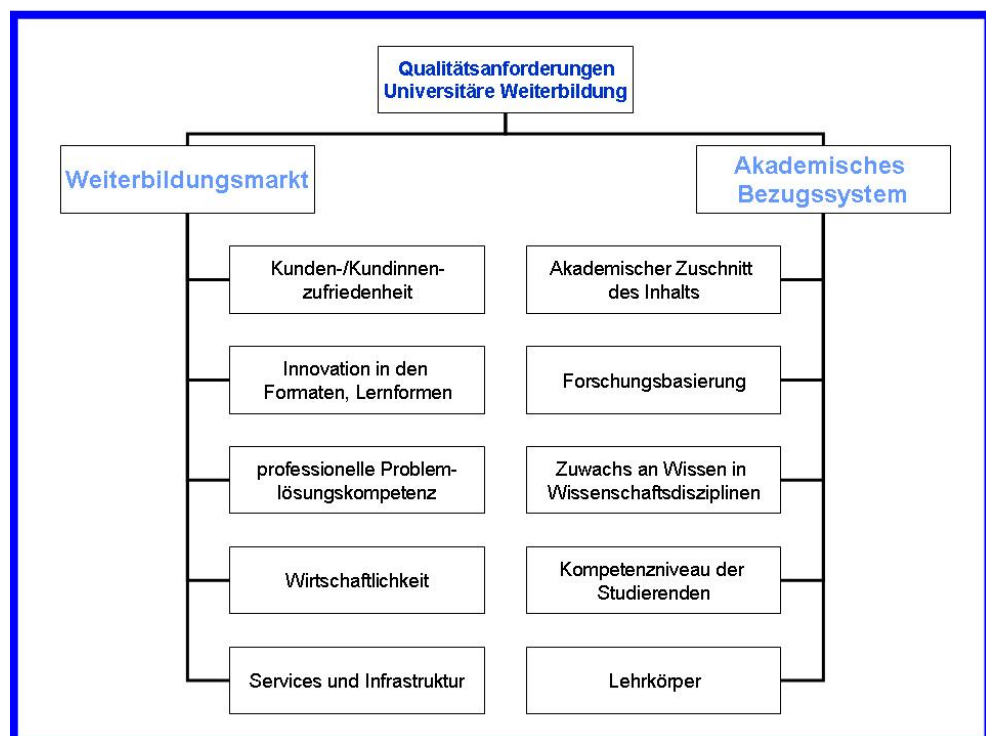 Qualitätsanforderungen
Universitäre Weiterbildung
Weiterbildungsmarkt
Akademisches
Bezugssystem
Kunden-/Kundinnen-
zufriedenheit
Akademischer Zuschnitt
des Inhalts
Innovation in den
Formaten, Lernformen
Forschungsbasierung
professionelle Problem-
lösungskompetenz
Zuwachs an Wissen in
Wissenschaftsdisziplinen
Wirtschaftlichkeit
Kompetenzniveau der
Studierenden
Services und Infrastruktur
Lehrkörper